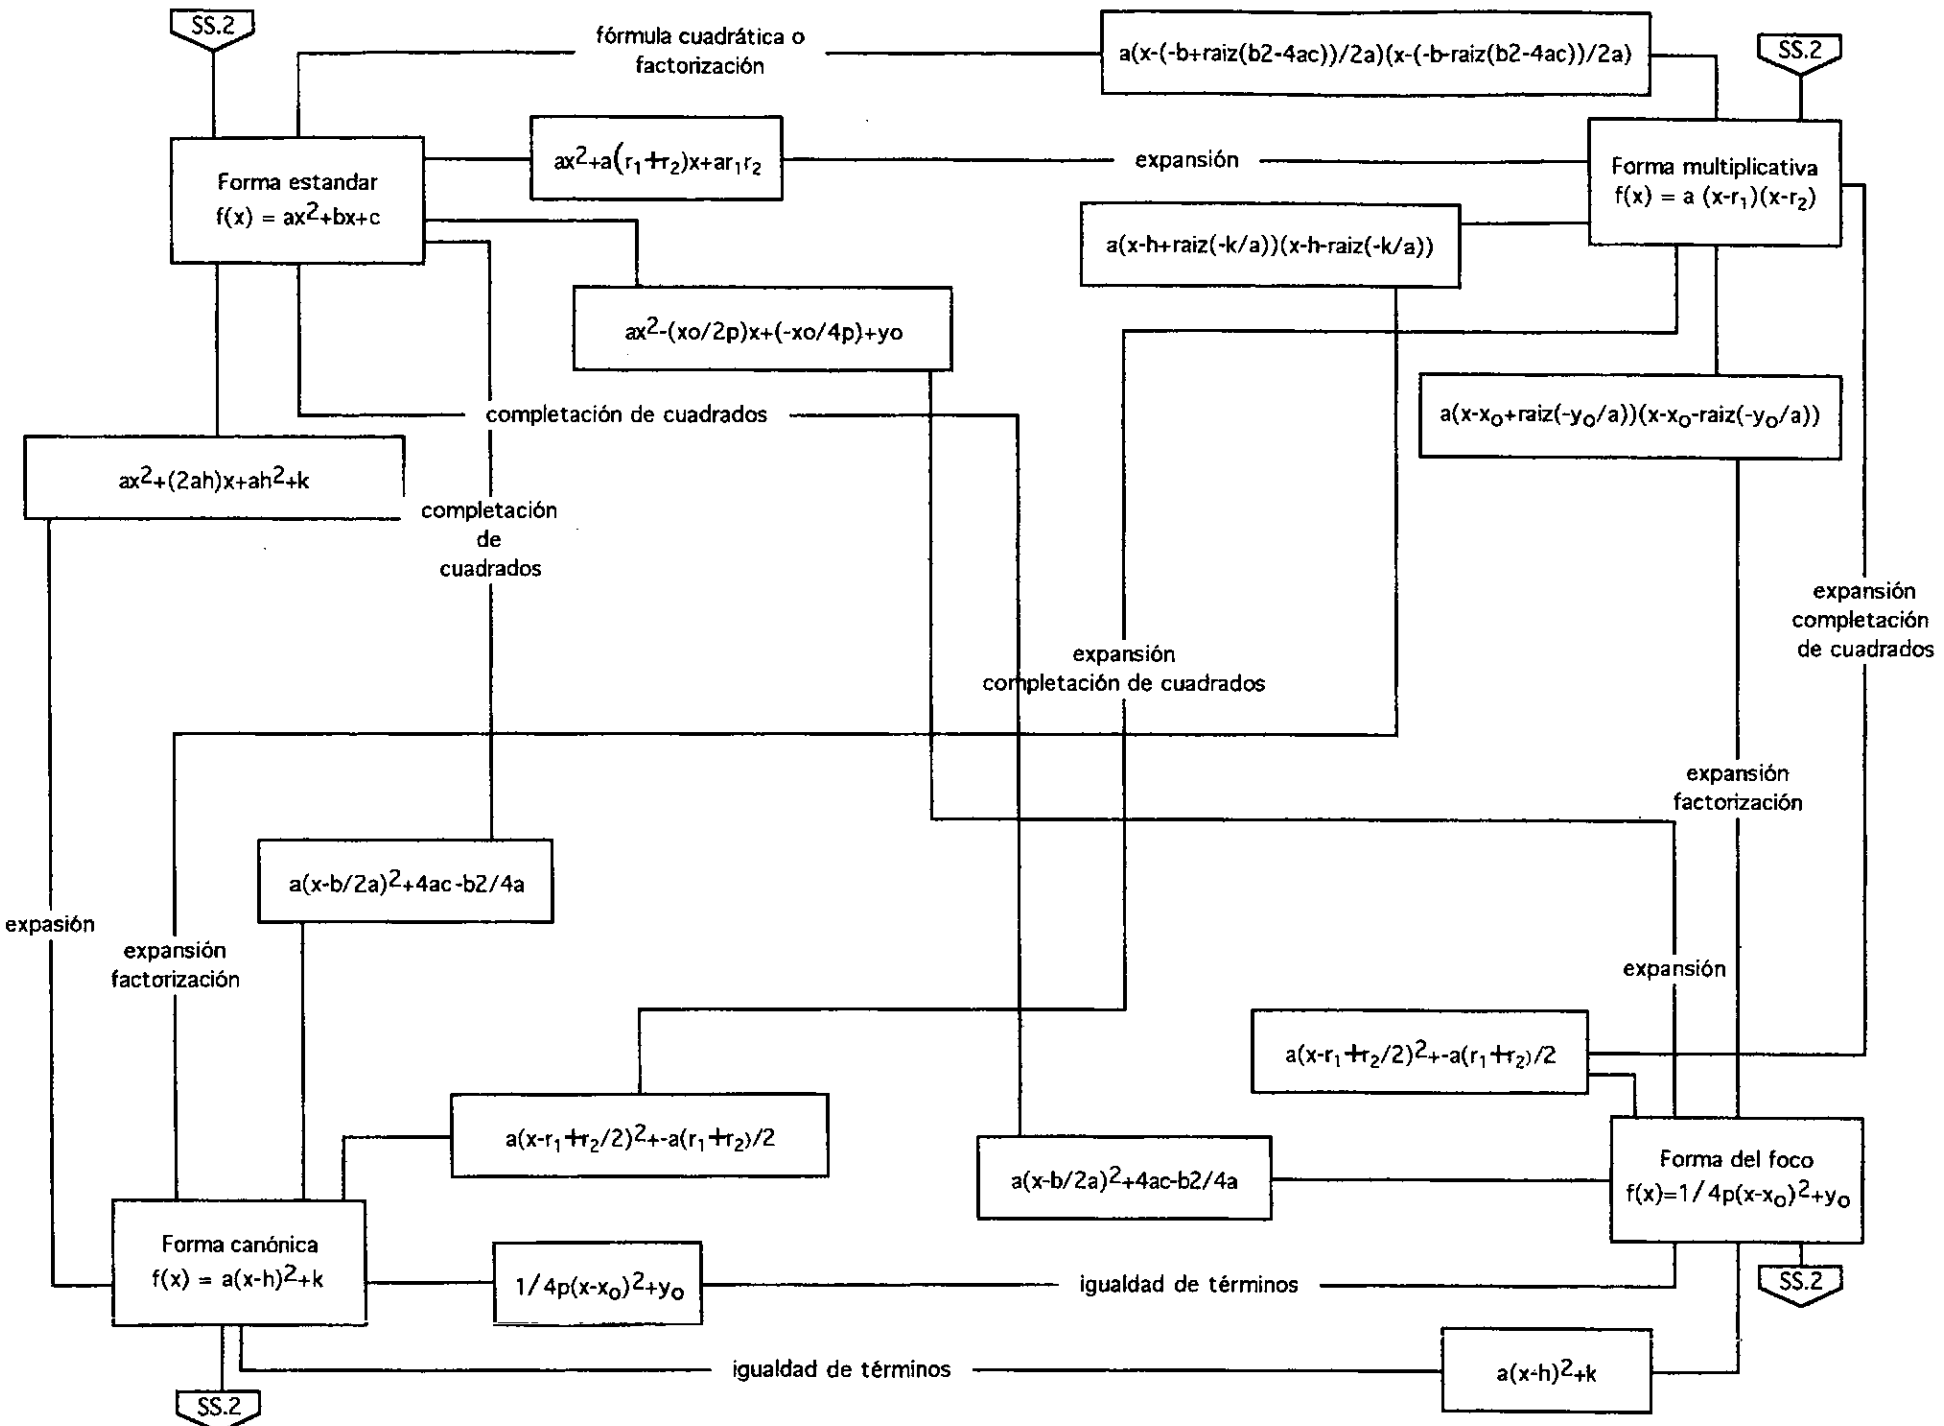 SS.2
fórmula cuadrática o
factorización
a(x-(-b+raiz(b2-4ac))/2a)(x-(-b-raiz(b2-4ac))/2a)
SS.2
Forma estandar
f(x) = ax²+bx+c
ax²+a(r₁+r₂)x+ar₁r₂
expansión
Forma multiplicativa
f(x) = a (x-r₁)(x-r₂)
a(x-h+raiz(-k/a))(x-h-raiz(-k/a))
ax²-(xo/2p)x+(-xo/4p)+yo
completación de cuadrados
a(x-xₒ+raiz(-yₒ/a))(x-xₒ-raiz(-yₒ/a))
ax²+(2ah)x+ah²+k
completación
de
cuadrados
expansión
completación
de cuadrados
expansión
completación de cuadrados
expansión
factorización
a(x-b/2a)²+4ac-b2/4a
expasión
expansión
factorización
expansión
a(x-r₁+r₂/2)²+-a(r₁+r₂)/2
a(x-r₁+r₂/2)²+-a(r₁+r₂)/2
a(x-b/2a)²+4ac-b2/4a
Forma del foco
f(x)=1/4p(x-xₒ)²+yₒ
Forma canónica
f(x) = a(x-h)²+k
1/4p(x-xₒ)²+yₒ
igualdad de términos
SS.2
igualdad de términos
a(x-h)²+k
SS.2